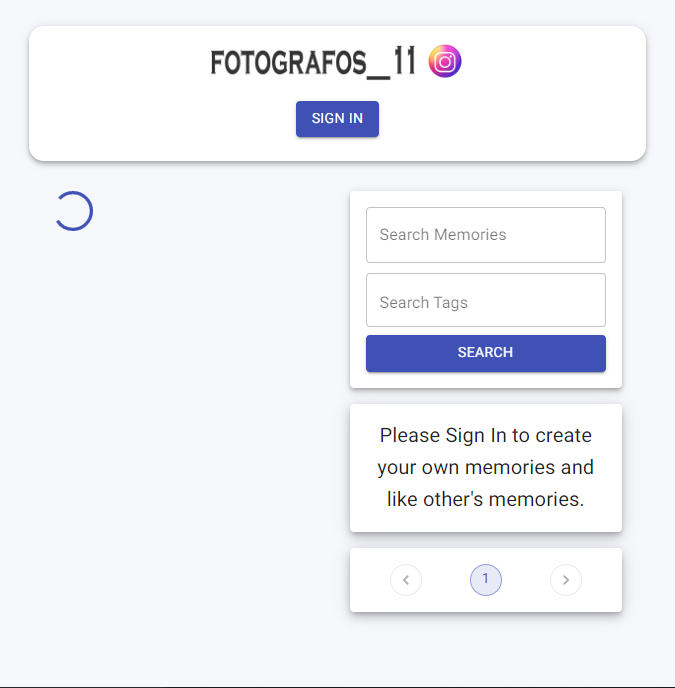 FOTOGRAFOS__11
SIGN IN
Search Memories
Search Tags
SEARCH
Please Sign In to create
your own memories and
like other's memories.
1